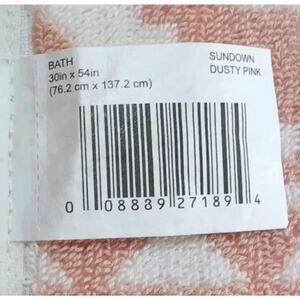 BATH
30in x 54in
(76.2 cm x 137.2 cm)
SUNDOWN
DUSTY PINK
0 08889 27189 4